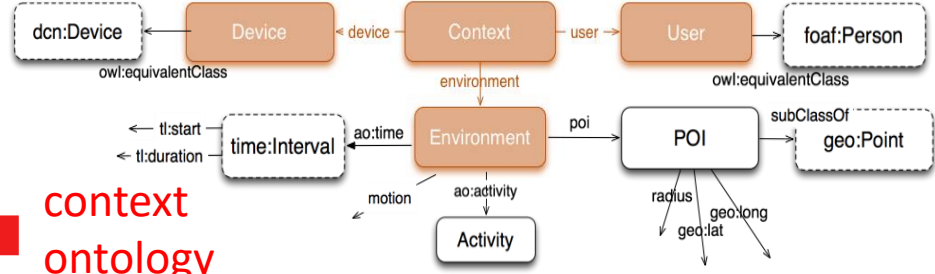 dcn:Device
Device
device
Context
user
User
foaf:Person
owl:equivalentClass
environment
owl:equivalentClass
tl:start
tl:duration
time:Interval
ao:time
Environment
poi
POI
subClassOf
geo:Point
motion
ao:activity
Activity
radius
geo:lat
geo:long
context
ontology